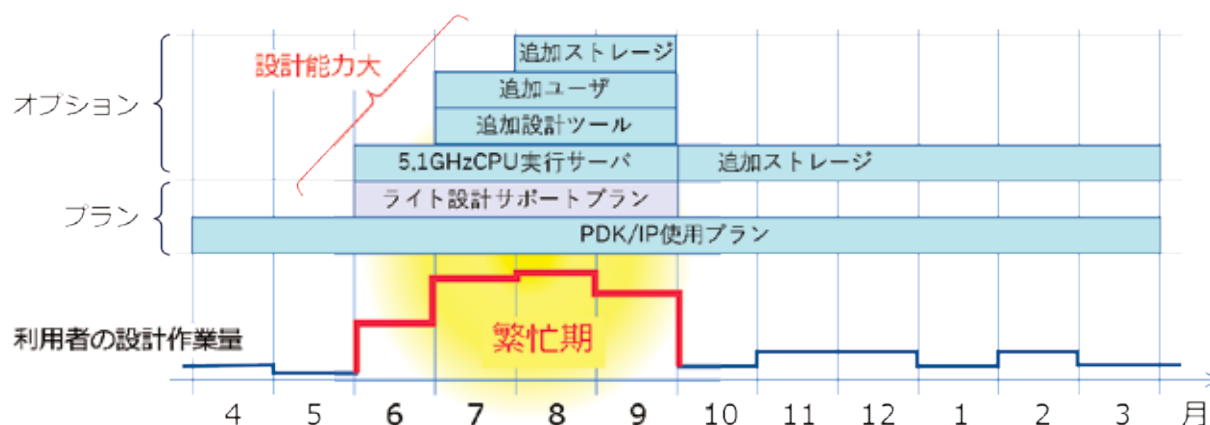 追加ストレージ
設計能力大
追加ユーザ
オプション
追加設計ツール
5.1GHzCPU実行サーバ
追加ストレージ
ライト設計サポートプラン
プラン
PDK/IP使用プラン
利用者の設計作業量
繁忙期
4 5 6 7 8 9 10 11 12 1 2 3 月